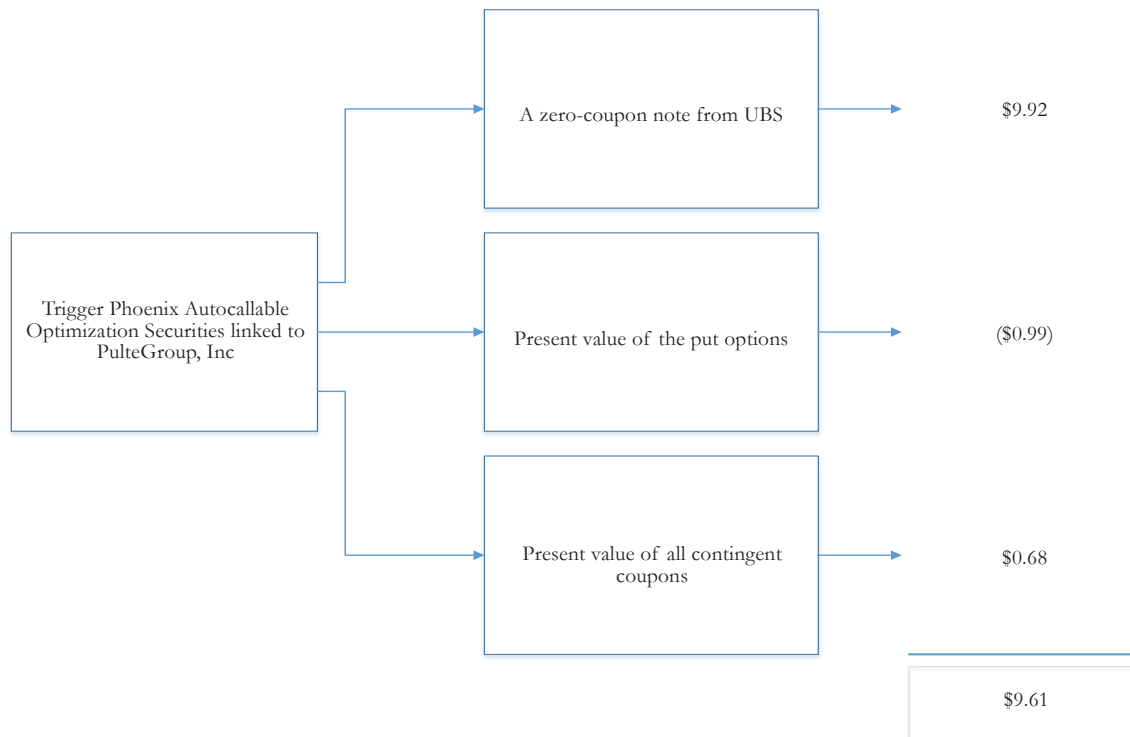 A zero-coupon note from UBS
$9.92
Trigger Phoenix Autocallable
Optimization Securities linked to
PulteGroup, Inc
Present value of the put options
($0.99)
Present value of all contingent
coupons
$0.68
$9.61